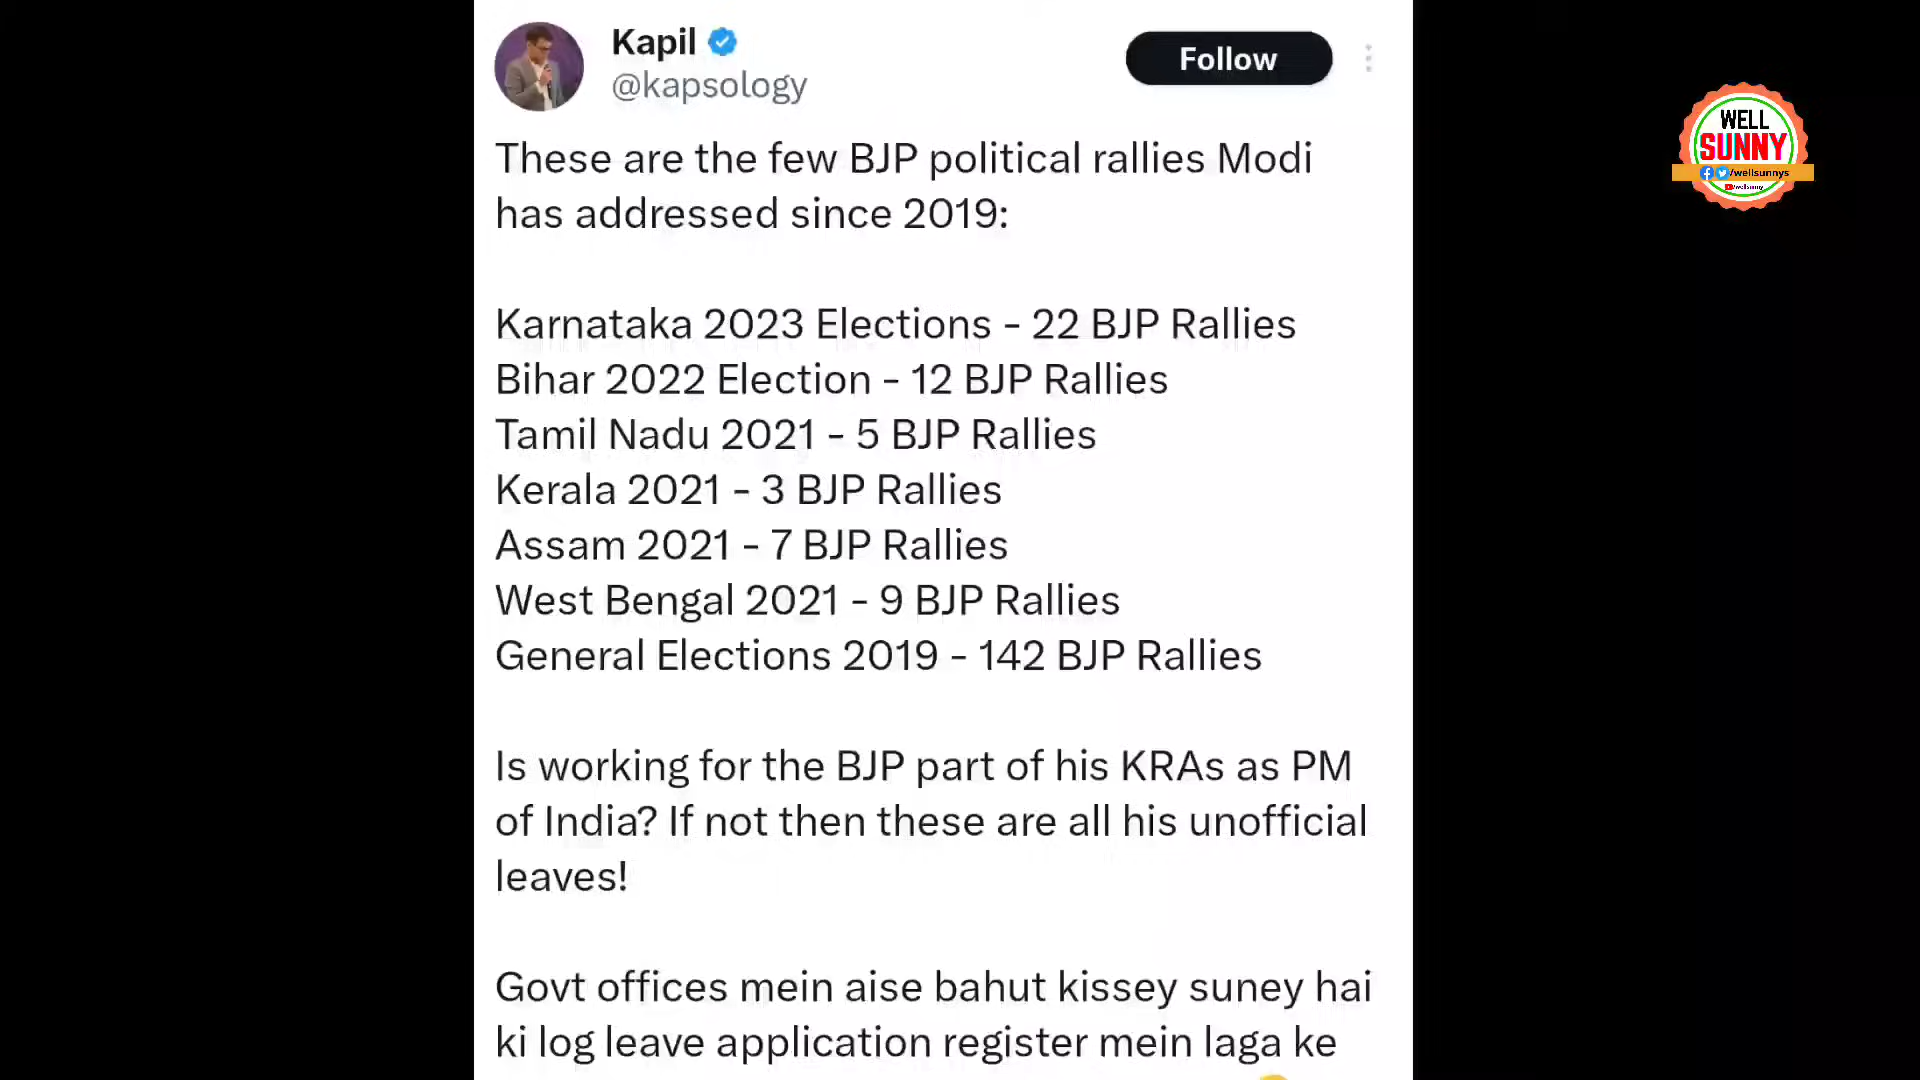 Kapil
@kapsology
Follow
WELL
SUNNY
/wellsunnys
/wellsunny
These are the few BJP political rallies Modi
has addressed since 2019:
Karnataka 2023 Elections - 22 BJP Rallies
Bihar 2022 Election - 12 BJP Rallies
Tamil Nadu 2021 - 5 BJP Rallies
Kerala 2021 - 3 BJP Rallies
Assam 2021 - 7 BJP Rallies
West Bengal 2021 - 9 BJP Rallies
General Elections 2019 - 142 BJP Rallies
Is working for the BJP part of his KRAs as PM
of India? If not then these are all his unofficial
leaves!
Govt offices mein aise bahut kissey suney hai
ki log leave application register mein laga ke